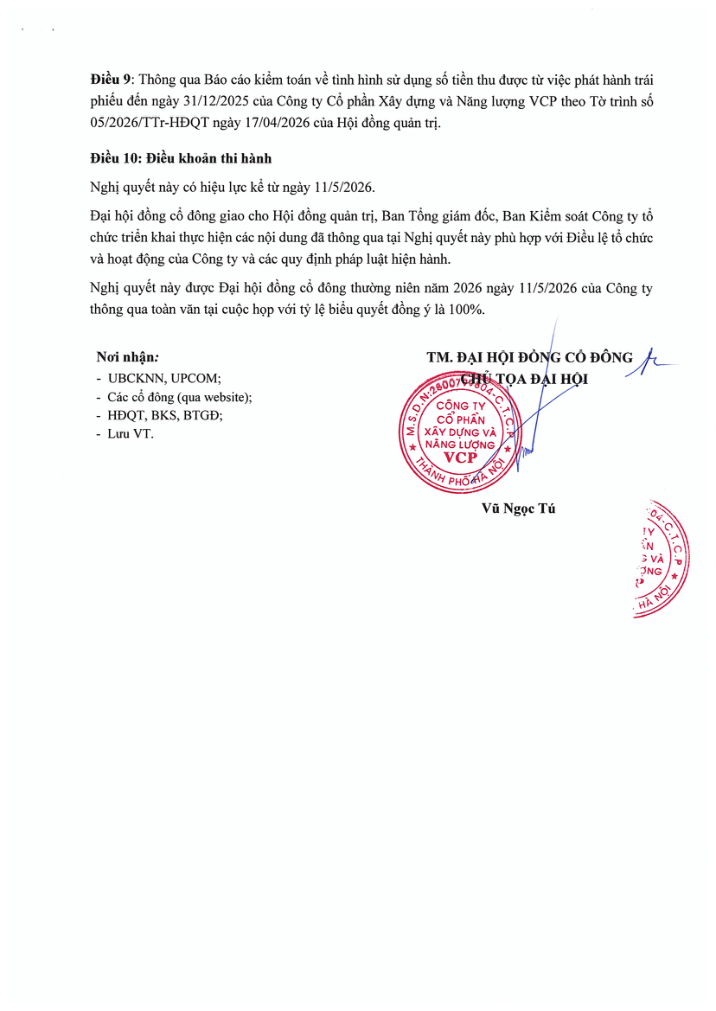 Điều 9: Thông qua Báo cáo kiểm toán về tình hình sử dụng số tiền thu được từ việc phát hành trái
phiếu đến ngày 31/12/2025 của Công ty Cổ phần Xây dựng và Năng lượng VCP theo Tờ trình số
05/2026/TTr-HĐQT ngày 17/04/2026 của Hội đồng quản trị.
Điều 10: Điều khoản thi hành
Nghị quyết này có hiệu lực kể từ ngày 11/5/2026.
Đại hội đồng cổ đông giao cho Hội đồng quản trị, Ban Tổng giám đốc, Ban Kiểm soát Công ty tổ
chức triển khai thực hiện các nội dung đã thông qua tại Nghị quyết này phù hợp với Điều lệ tổ chức
và hoạt động của Công ty và các quy định pháp luật hiện hành.
Nghị quyết này được Đại hội đồng cổ đông thường niên năm 2026 ngày 11/5/2026 của Công ty
thông qua toàn văn tại cuộc họp với tỷ lệ biểu quyết đồng ý là 100%.
Nơi nhận:
- UBCKNN, UPCOM;
- Các cổ đông (qua website);
- HĐQT, BKS, BTGĐ;
- Lưu VT.
TM. ĐẠI HỘI ĐỒNG CỔ ĐÔNG
CHỦ TỌA ĐẠI HỘI
CÔNG TY
CỔ PHẦN
XÂY DỰNG VÀ
NĂNG LƯỢNG
VCP
THÀNH PHỐ HÀ NỘI
Vũ Ngọc Tú
04-C.T.C.P
VÀ
HÀ NỘI